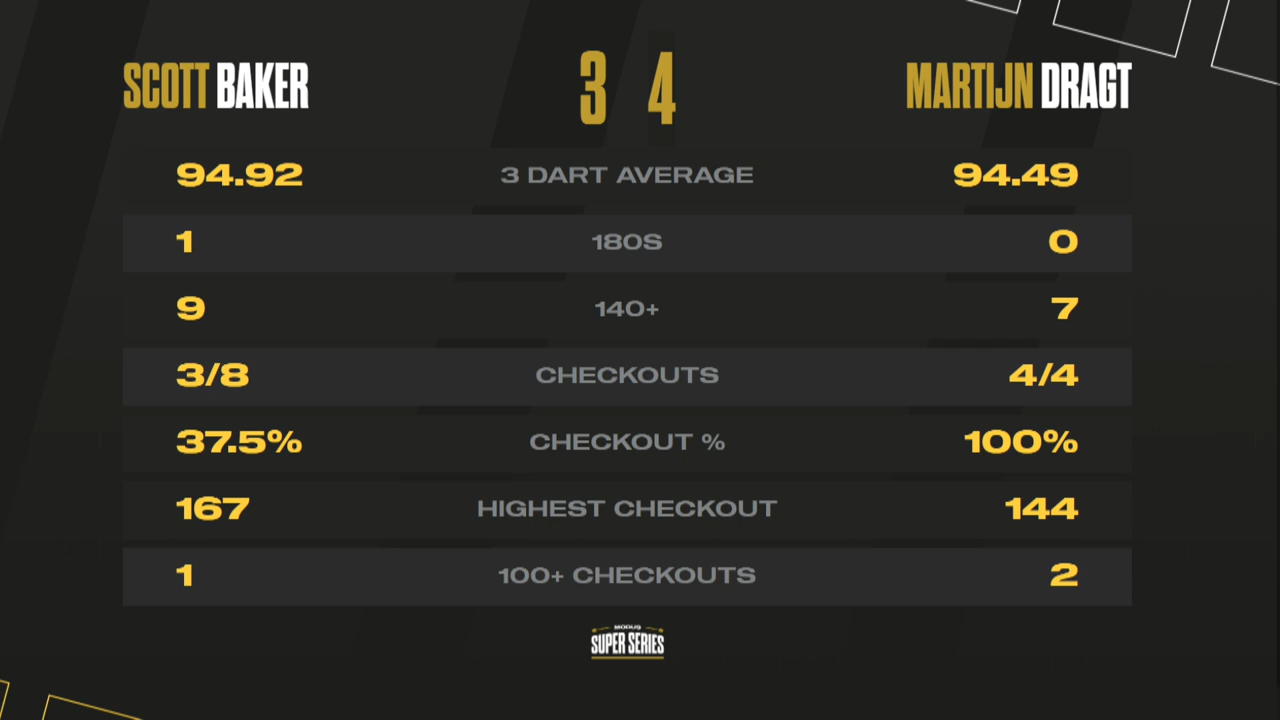 SCOTT BAKER 3 4 MARTIJN DRAGT
94.92 3 DART AVERAGE 94.49
1 180S 0
9 140+ 7
3/8 CHECKOUTS 4/4
37.5% CHECKOUT % 100%
167 HIGHEST CHECKOUT 144
1 100+ CHECKOUTS 2
MODUS
SUPER SERIES